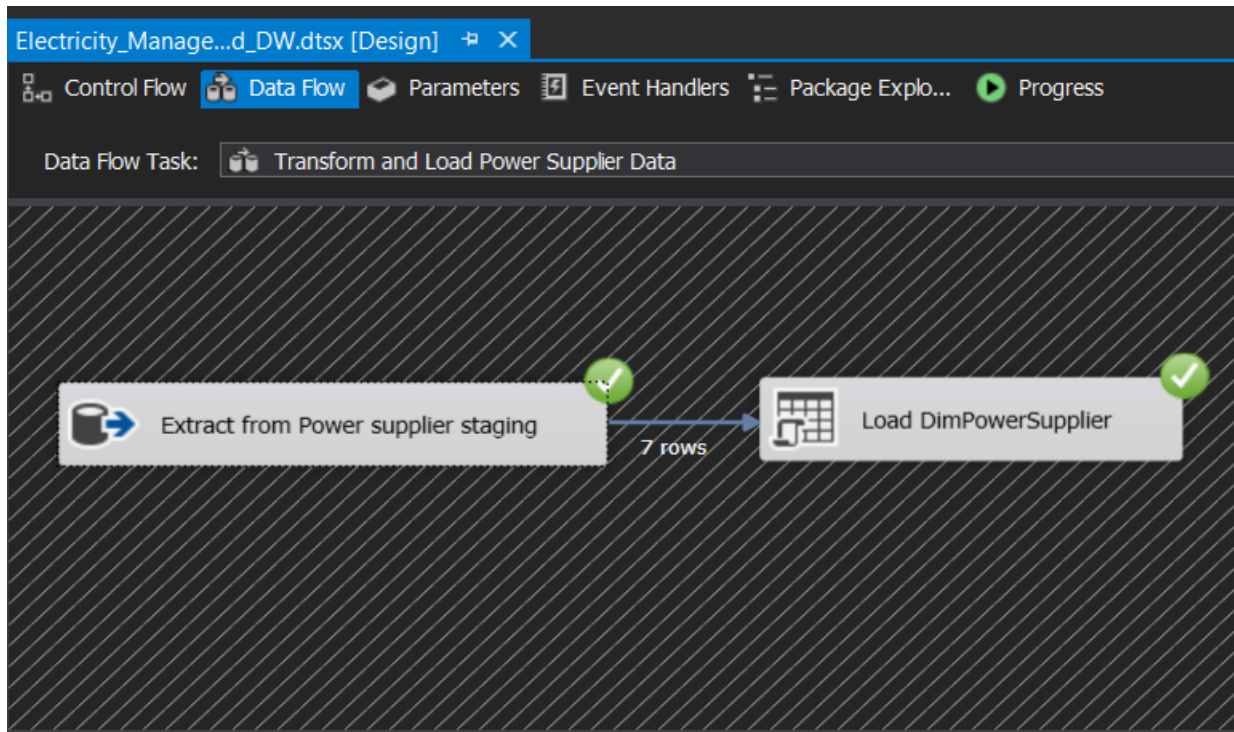 Electricity_Manage...d_DW.dtsx [Design]
Control Flow Data Flow Parameters Event Handlers Package Explo... Progress
Data Flow Task: Transform and Load Power Supplier Data
Extract from Power supplier staging
7 rows
Load DimPowerSupplier